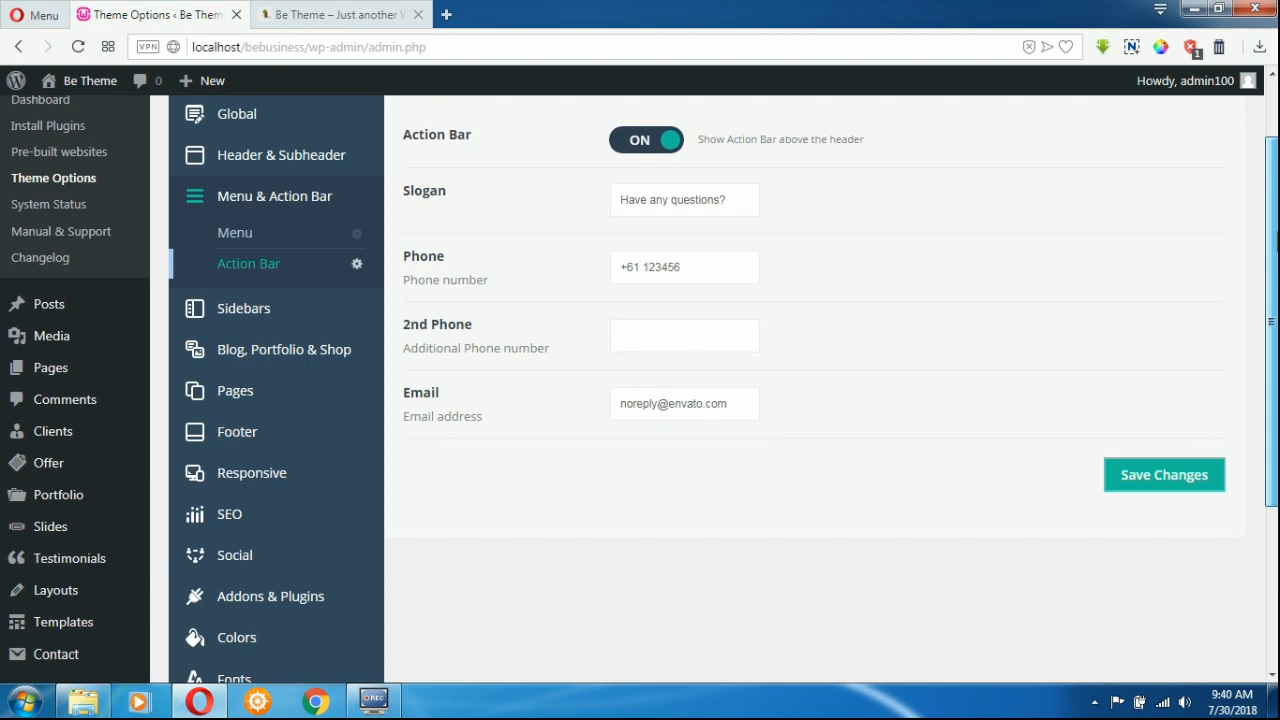 Menu
Theme Options ‹ Be Them
Be Theme – Just another W
VPN
localhost/bebusiness/wp-admin/admin.php
1
Be Theme
0
New
Howdy, admin100
Dashboard
Install Plugins
Pre-built websites
Theme Options
System Status
Manual & Support
Changelog
Posts
Media
Pages
Comments
Clients
Offer
Portfolio
Slides
Testimonials
Layouts
Templates
Contact
Global
Header & Subheader
Menu & Action Bar
Menu
Action Bar
Sidebars
Blog, Portfolio & Shop
Pages
Footer
Responsive
SEO
Social
Addons & Plugins
Colors
Fonts
Action Bar
ON
Show Action Bar above the header
Slogan
Have any questions?
Phone
Phone number
+61 123456
2nd Phone
Additional Phone number
Email
Email address
noreply@envato.com
Save Changes
REC
9:40 AM
7/30/2018